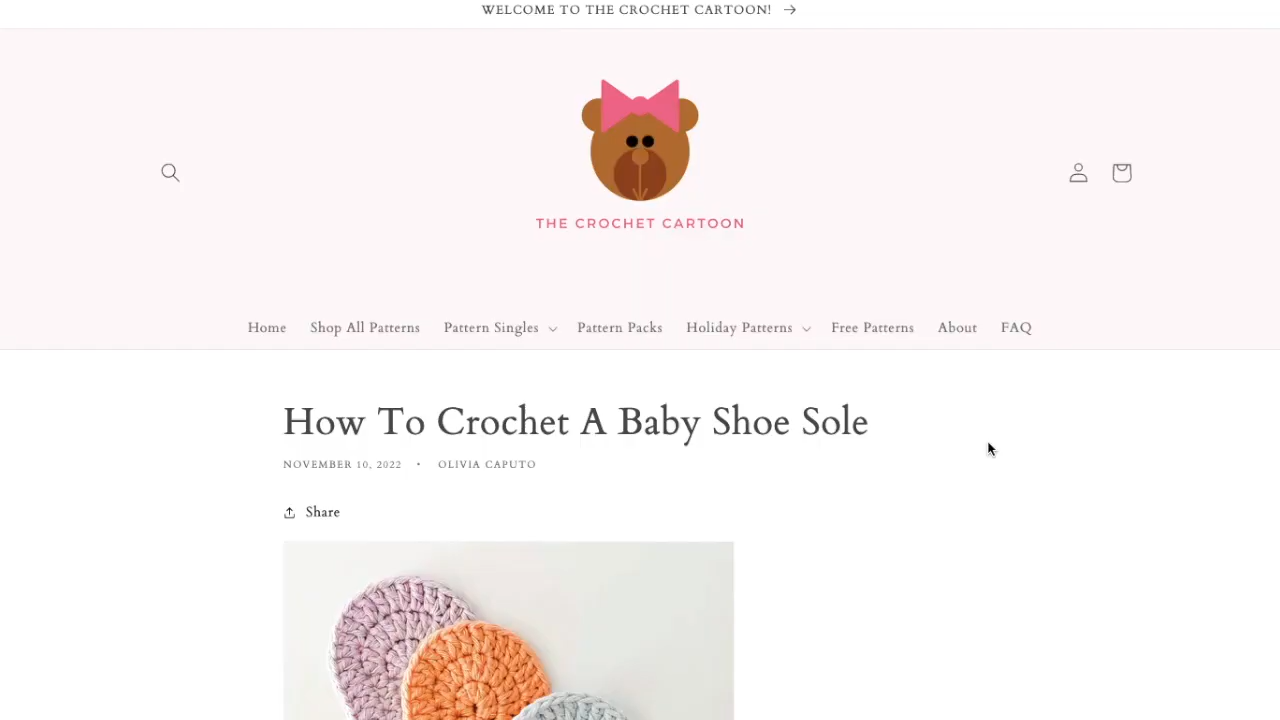 WELCOME TO THE CROCHET CARTOON!
THE CROCHET CARTOON
Home Shop All Patterns Pattern Singles Pattern Packs Holiday Patterns Free Patterns About FAQ
How To Crochet A Baby Shoe Sole
NOVEMBER 10, 2022 • OLIVIA CAPUTO
Share